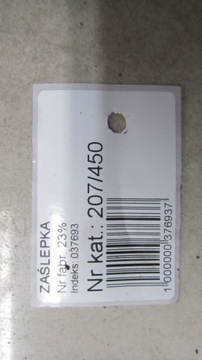 ZAŚLEPKA
Nr fabr. 23%
Indeks 037693
Nr kat.: 207/450
1 000000 376937